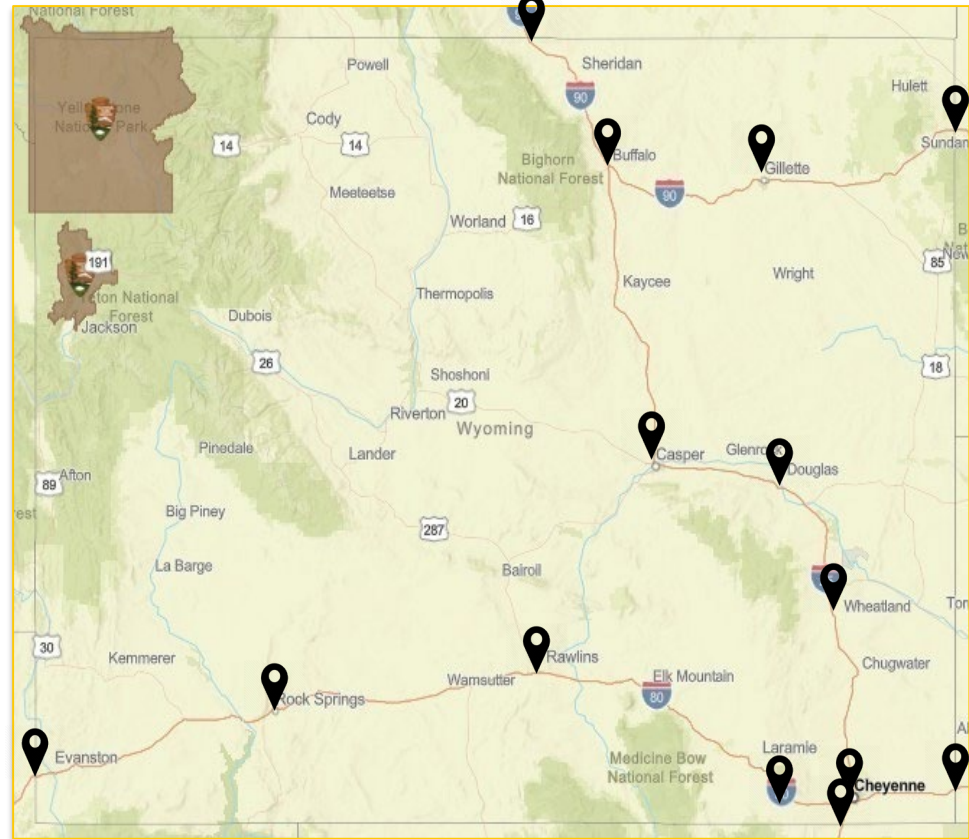 National Forest
Powell
Sheridan
90
Hulett
Cody
14
14
Buffalo
Bighorn
National Forest
Gillette
90
Meeteetse
Worland
16
191
85
Kaycee
Wright
Thermopolis
Forest
Jackson
Dubois
26
18
Shoshoni
20
Riverton
Wyoming
Lander
Pinedale
Casper
Douglas
89
Afton
Big Piney
287
La Barge
Bairoil
Wheatland
30
Kemmerer
Rawlins
Chugwater
Wamsutter
Elk Mountain
80
Rock Springs
Evanston
Laramie
Medicine Bow
National Forest
Cheyenne